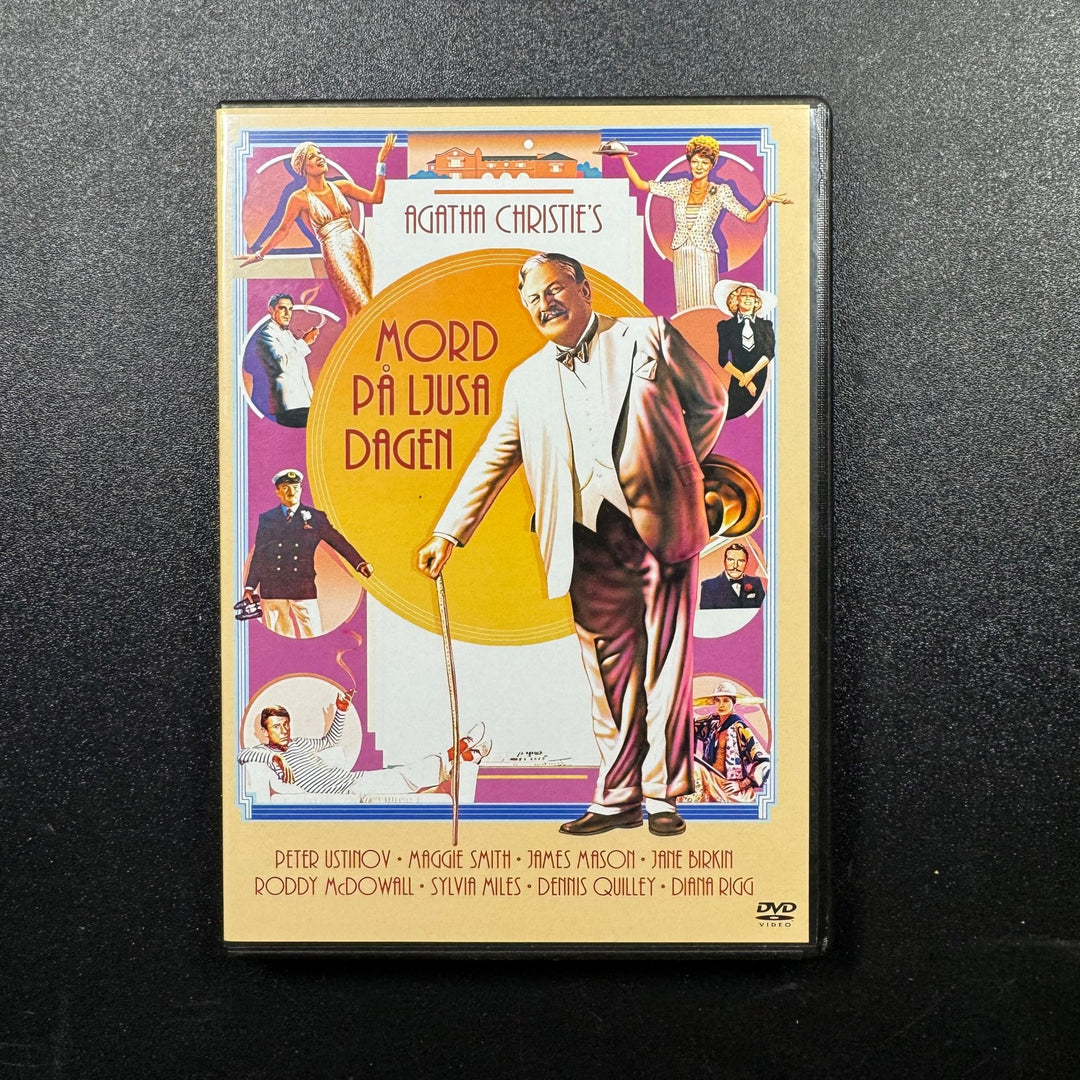 AGATHA CHRISTIE'S
MORD
PÅ LJUSA
DAGEN
PETER USTINOV • MAGGIE SMITH • JAMES MASON • JANE BIRKIN
RODDY McDOWALL • SYLVIA MILES • DENNIS QUILLEY • DIANA RIGG
DVD
VIDEO